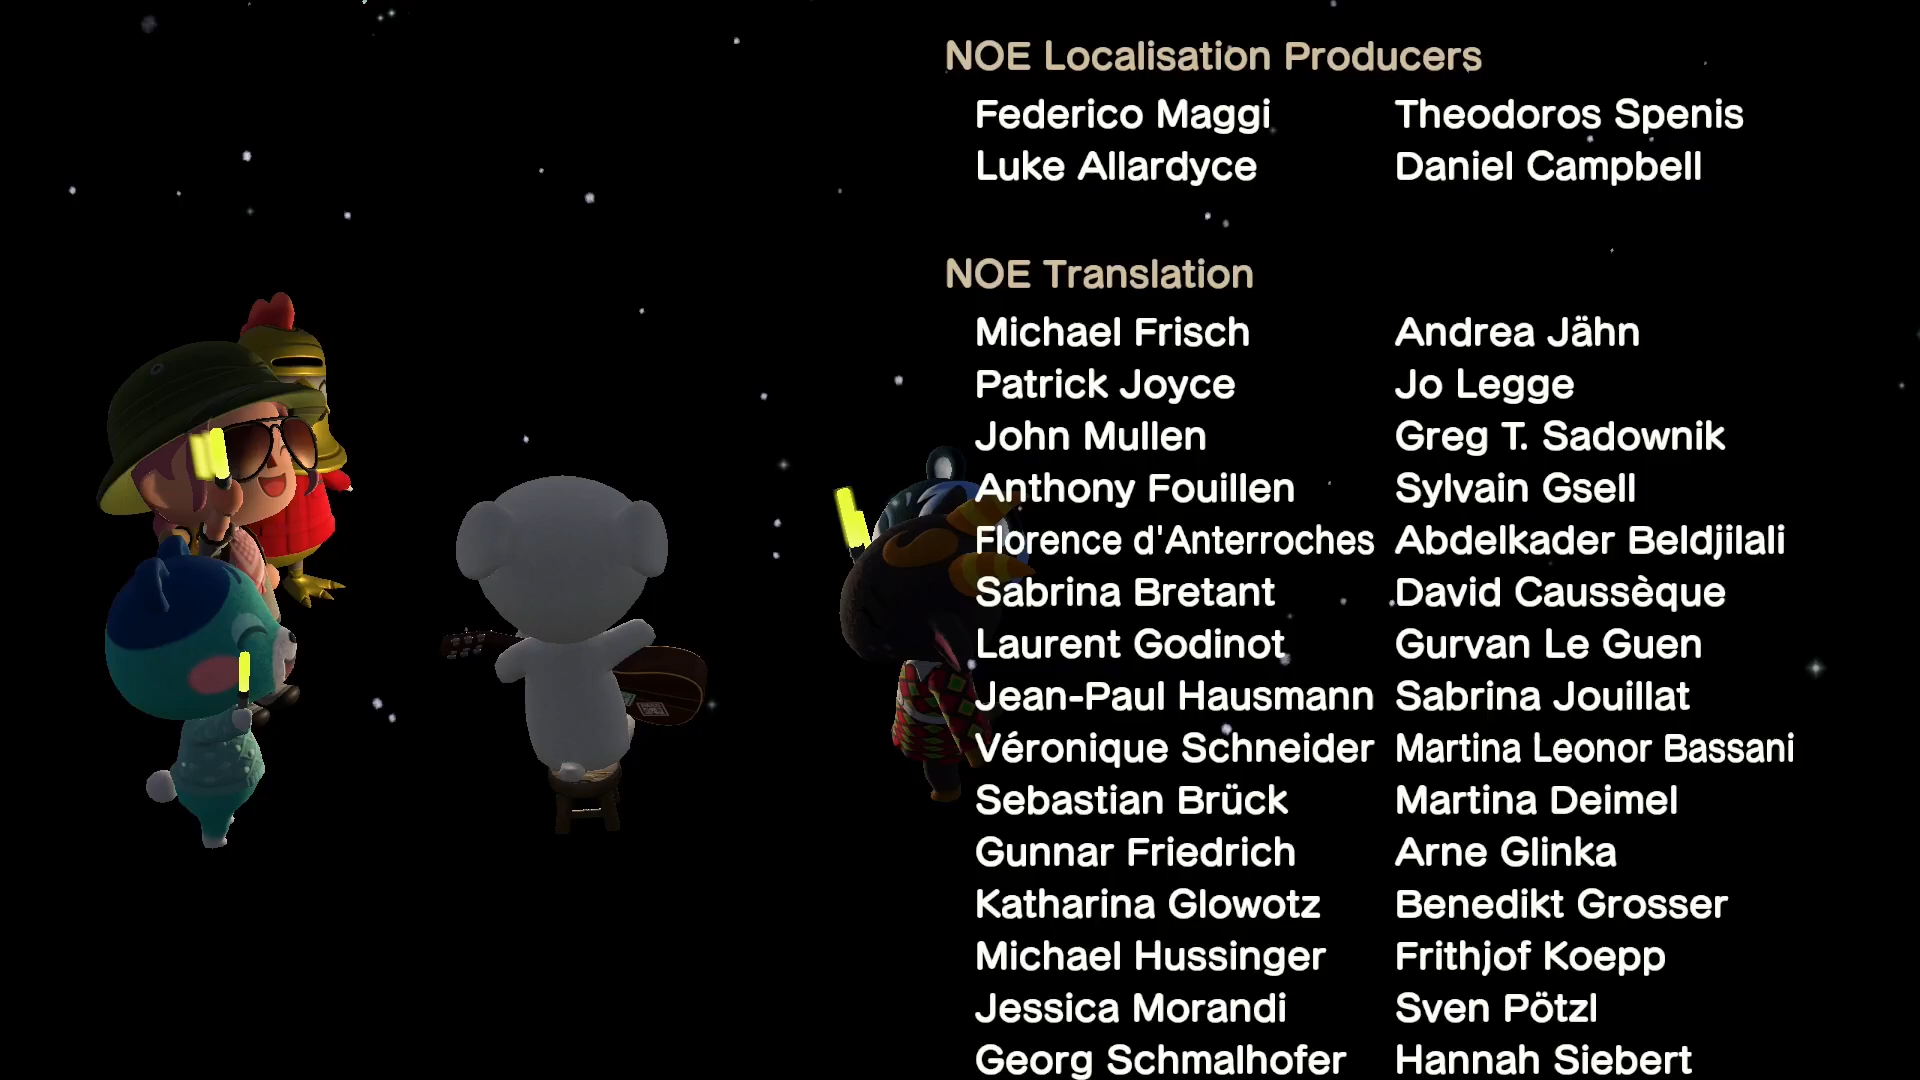 NOE Localisation Producers
Federico Maggi Theodoros Spenis
Luke Allardyce Daniel Campbell
NOE Translation
Michael Frisch Andrea Jähn
Patrick Joyce Jo Legge
John Mullen Greg T. Sadownik
Anthony Fouillen Sylvain Gsell
Florence d'Anterroches Abdelkader Beldjilali
Sabrina Bretant David Caussèque
Laurent Godinot Gurvan Le Guen
Jean-Paul Hausmann Sabrina Jouillat
Véronique Schneider Martina Leonor Bassani
Sebastian Brück Martina Deimel
Gunnar Friedrich Arne Glinka
Katharina Glowotz Benedikt Grosser
Michael Hussinger Frithjof Koepp
Jessica Morandi Sven Pötzl
Georg Schmalhofer Hannah Siebert